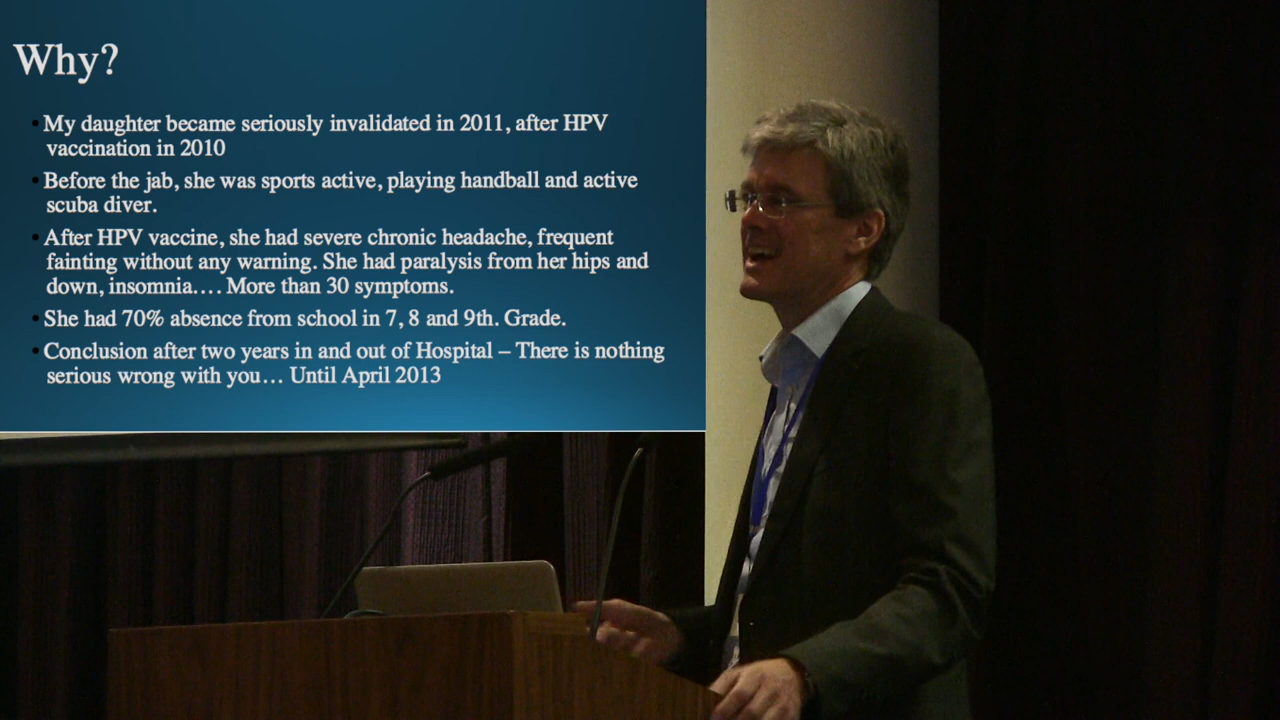 Why?
• My daughter became seriously invalidated in 2011, after HPV
vaccination in 2010
• Before the jab, she was sports active, playing handball and active
scuba diver.
• After HPV vaccine, she had severe chronic headache, frequent
fainting without any warning. She had paralysis from her hips and
down, insomnia…. More than 30 symptoms.
• She had 70% absence from school in 7, 8 and 9th. Grade.
• Conclusion after two years in and out of Hospital – There is nothing
serious wrong with you… Until April 2013